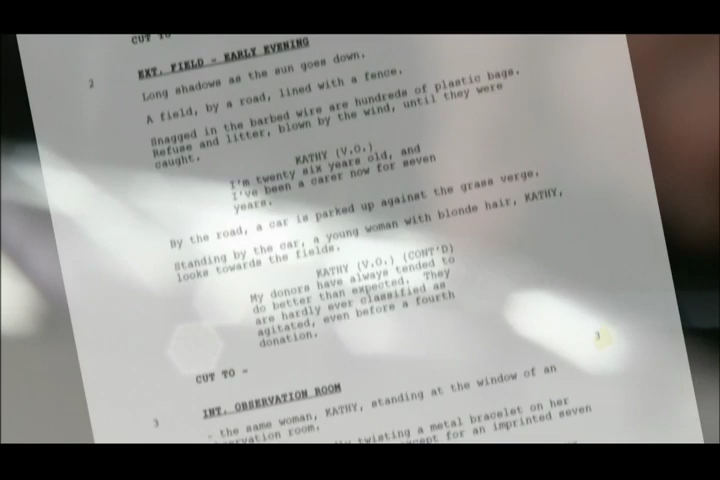 CUT TO
2 EXT. FIELD - EARLY EVENING
Long shadows as the sun goes down.
A field, by a road, lined with a fence.
Snagged in the barbed wire are hundreds of plastic bags.
Refuse and litter, blown by the wind, until they were
caught.
KATHY (V.O.)
I'm twenty six years old, and
I've been a carer now for seven
years.
By the road, a car is parked up against the grass verge.
Standing by the car, a young woman with blonde hair, KATHY,
looks towards the fields.
KATHY (V.O.) (CONT'D)
My donors have always tended to
do better than expected. They
are hardly ever classified as
agitated, even before a fourth
donation.
3
CUT TO -
3 INT. OBSERVATION ROOM
- the same woman, KATHY, standing at the window of an
observation room.
twisting a metal bracelet on her
except for an imprinted seven